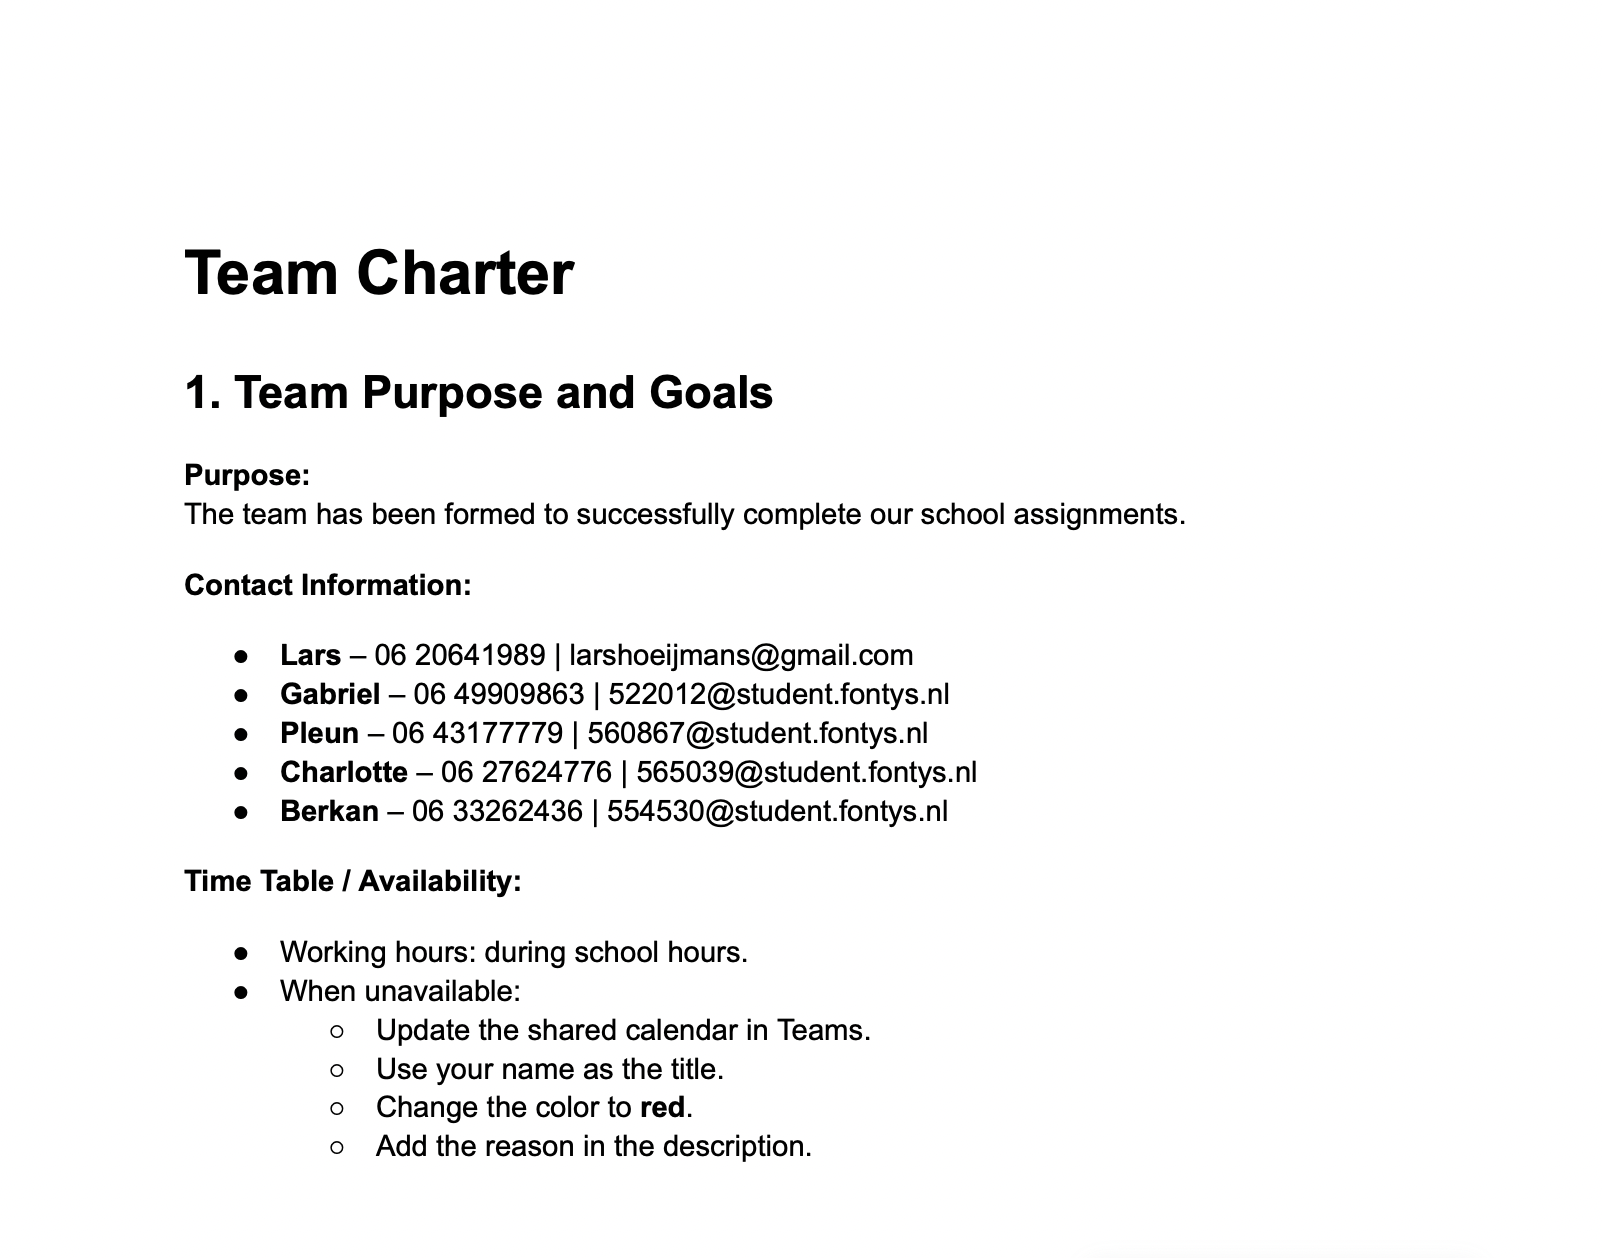 Team Charter
1. Team Purpose and Goals
Purpose:
The team has been formed to successfully complete our school assignments.
Contact Information:
● Lars – 06 20641989 | larshoeijmans@gmail.com
● Gabriel – 06 49909863 | 522012@student.fontys.nl
● Pleun – 06 43177779 | 560867@student.fontys.nl
● Charlotte – 06 27624776 | 565039@student.fontys.nl
● Berkan – 06 33262436 | 554530@student.fontys.nl
Time Table / Availability:
● Working hours: during school hours.
● When unavailable:
○ Update the shared calendar in Teams.
○ Use your name as the title.
○ Change the color to red.
○ Add the reason in the description.